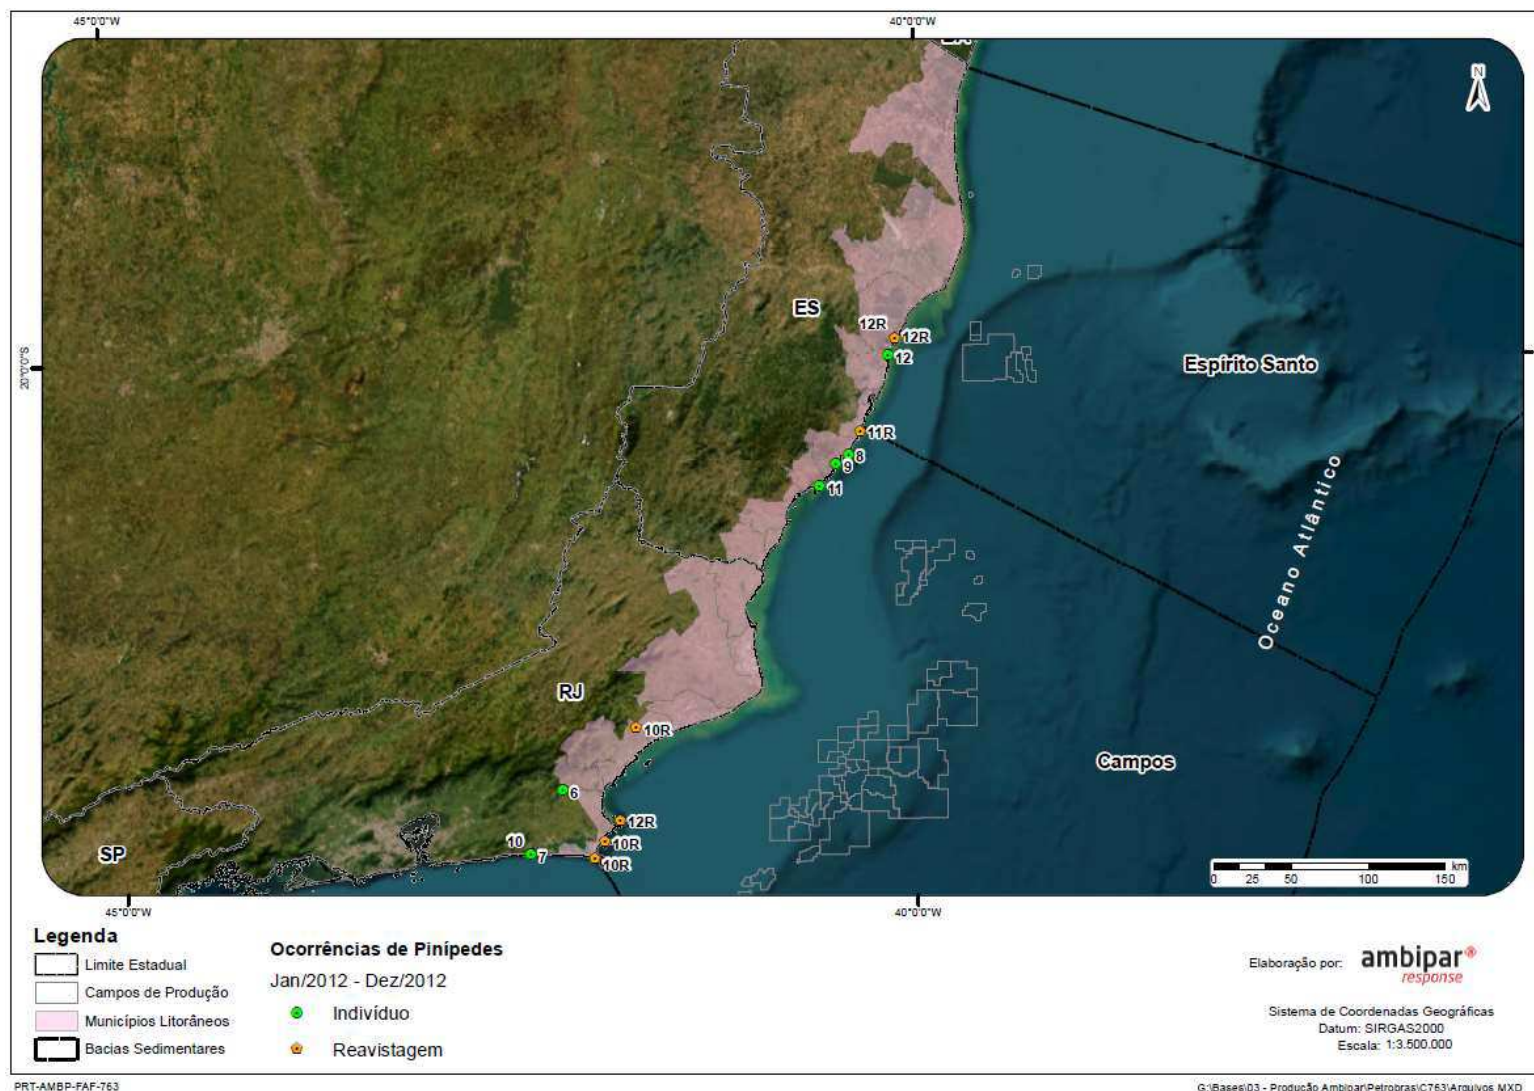 45°0'0"W
40°0'0"W
BA
N
ES
12R
12R
12
20°0'0"S
Espírito Santo
11R
8
9
11
Oceano Atlântico
RJ
10R
Campos
6
12R
10R
10
7
10R
SP
km
0 25 50 100 150
45°0'0"W
40°0'0"W
Legenda
Limite Estadual
Campos de Produção
Municípios Litorâneos
Bacias Sedimentares
Ocorrências de Pinípedes
Jan/2012 - Dez/2012
Indivíduo
Reavistagem
Elaboração por:
ambipar®
response
Sistema de Coordenadas Geográficas
Datum: SIRGAS2000
Escala: 1:3.500.000
PRT-AMBP-FAF-763
G:\Bases\03 - Produção Ambipar\Petrobras\C763\Arquivos MXD